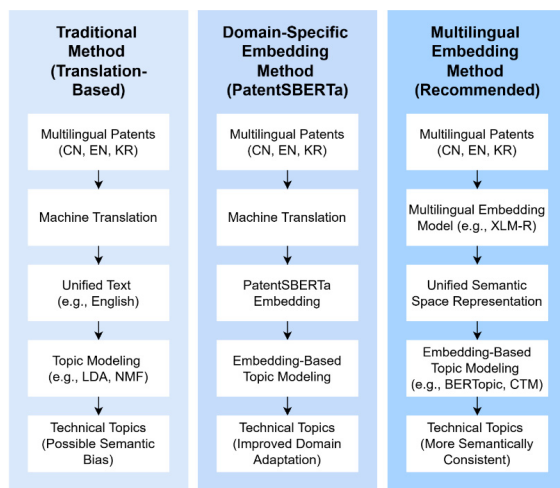 Traditional
Method
(Translation-
Based)
Multilingual Patents
(CN, EN, KR)
Machine Translation
Unified Text
(e.g., English)
Topic Modeling
(e.g., LDA, NMF)
Technical Topics
(Possible Semantic
Bias)
Domain-Specific
Embedding
Method
(PatentSBERTa)
Multilingual Patents
(CN, EN, KR)
Machine Translation
PatentSBERTa
Embedding
Embedding-Based
Topic Modeling
Technical Topics
(Improved Domain
Adaptation)
Multilingual
Embedding
Method
(Recommended)
Multilingual Patents
(CN, EN, KR)
Multilingual Embedding
Model (e.g., XLM-R)
Unified Semantic
Space Representation
Embedding-Based
Topic Modeling
(e.g., BERTopic, CTM)
Technical Topics
(More Semantically
Consistent)